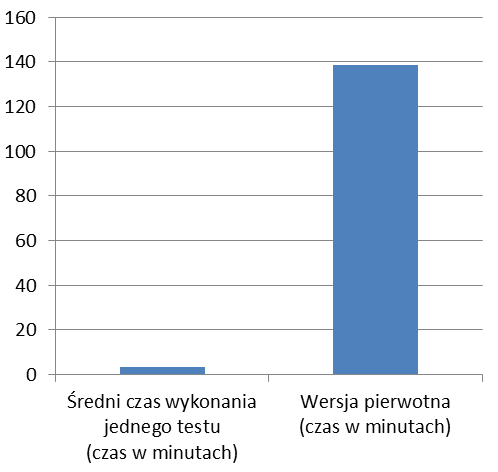 160
140
120
100
80
60
40
20
0
Średni czas wykonania
jednego testu
(czas w minutach)
Wersja pierwotna
(czas w minutach)